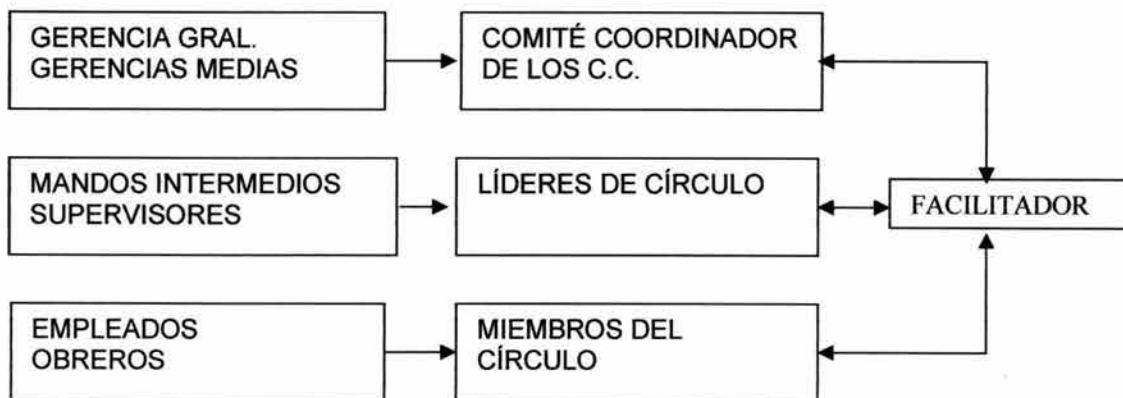 GERENCIA GRAL.
GERENCIAS MEDIAS
COMITÉ COORDINADOR
DE LOS C.C.
MANDOS INTERMEDIOS
SUPERVISORES
LÍDERES DE CÍRCULO
FACILITADOR
EMPLEADOS
OBREROS
MIEMBROS DEL
CÍRCULO